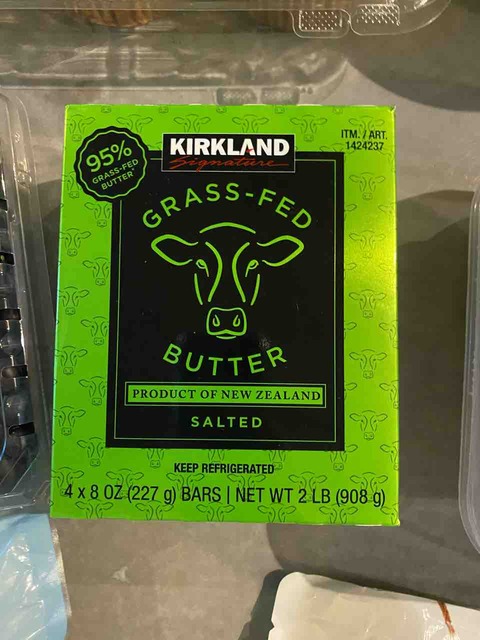 95%
GRASS-FED
BUTTER
KIRKLAND
Signature
ITM. / ART.
1424237
GRASS-FED
BUTTER
PRODUCT OF NEW ZEALAND
SALTED
KEEP REFRIGERATED
4 x 8 OZ (227 g) BARS | NET WT 2 LB (908 g)